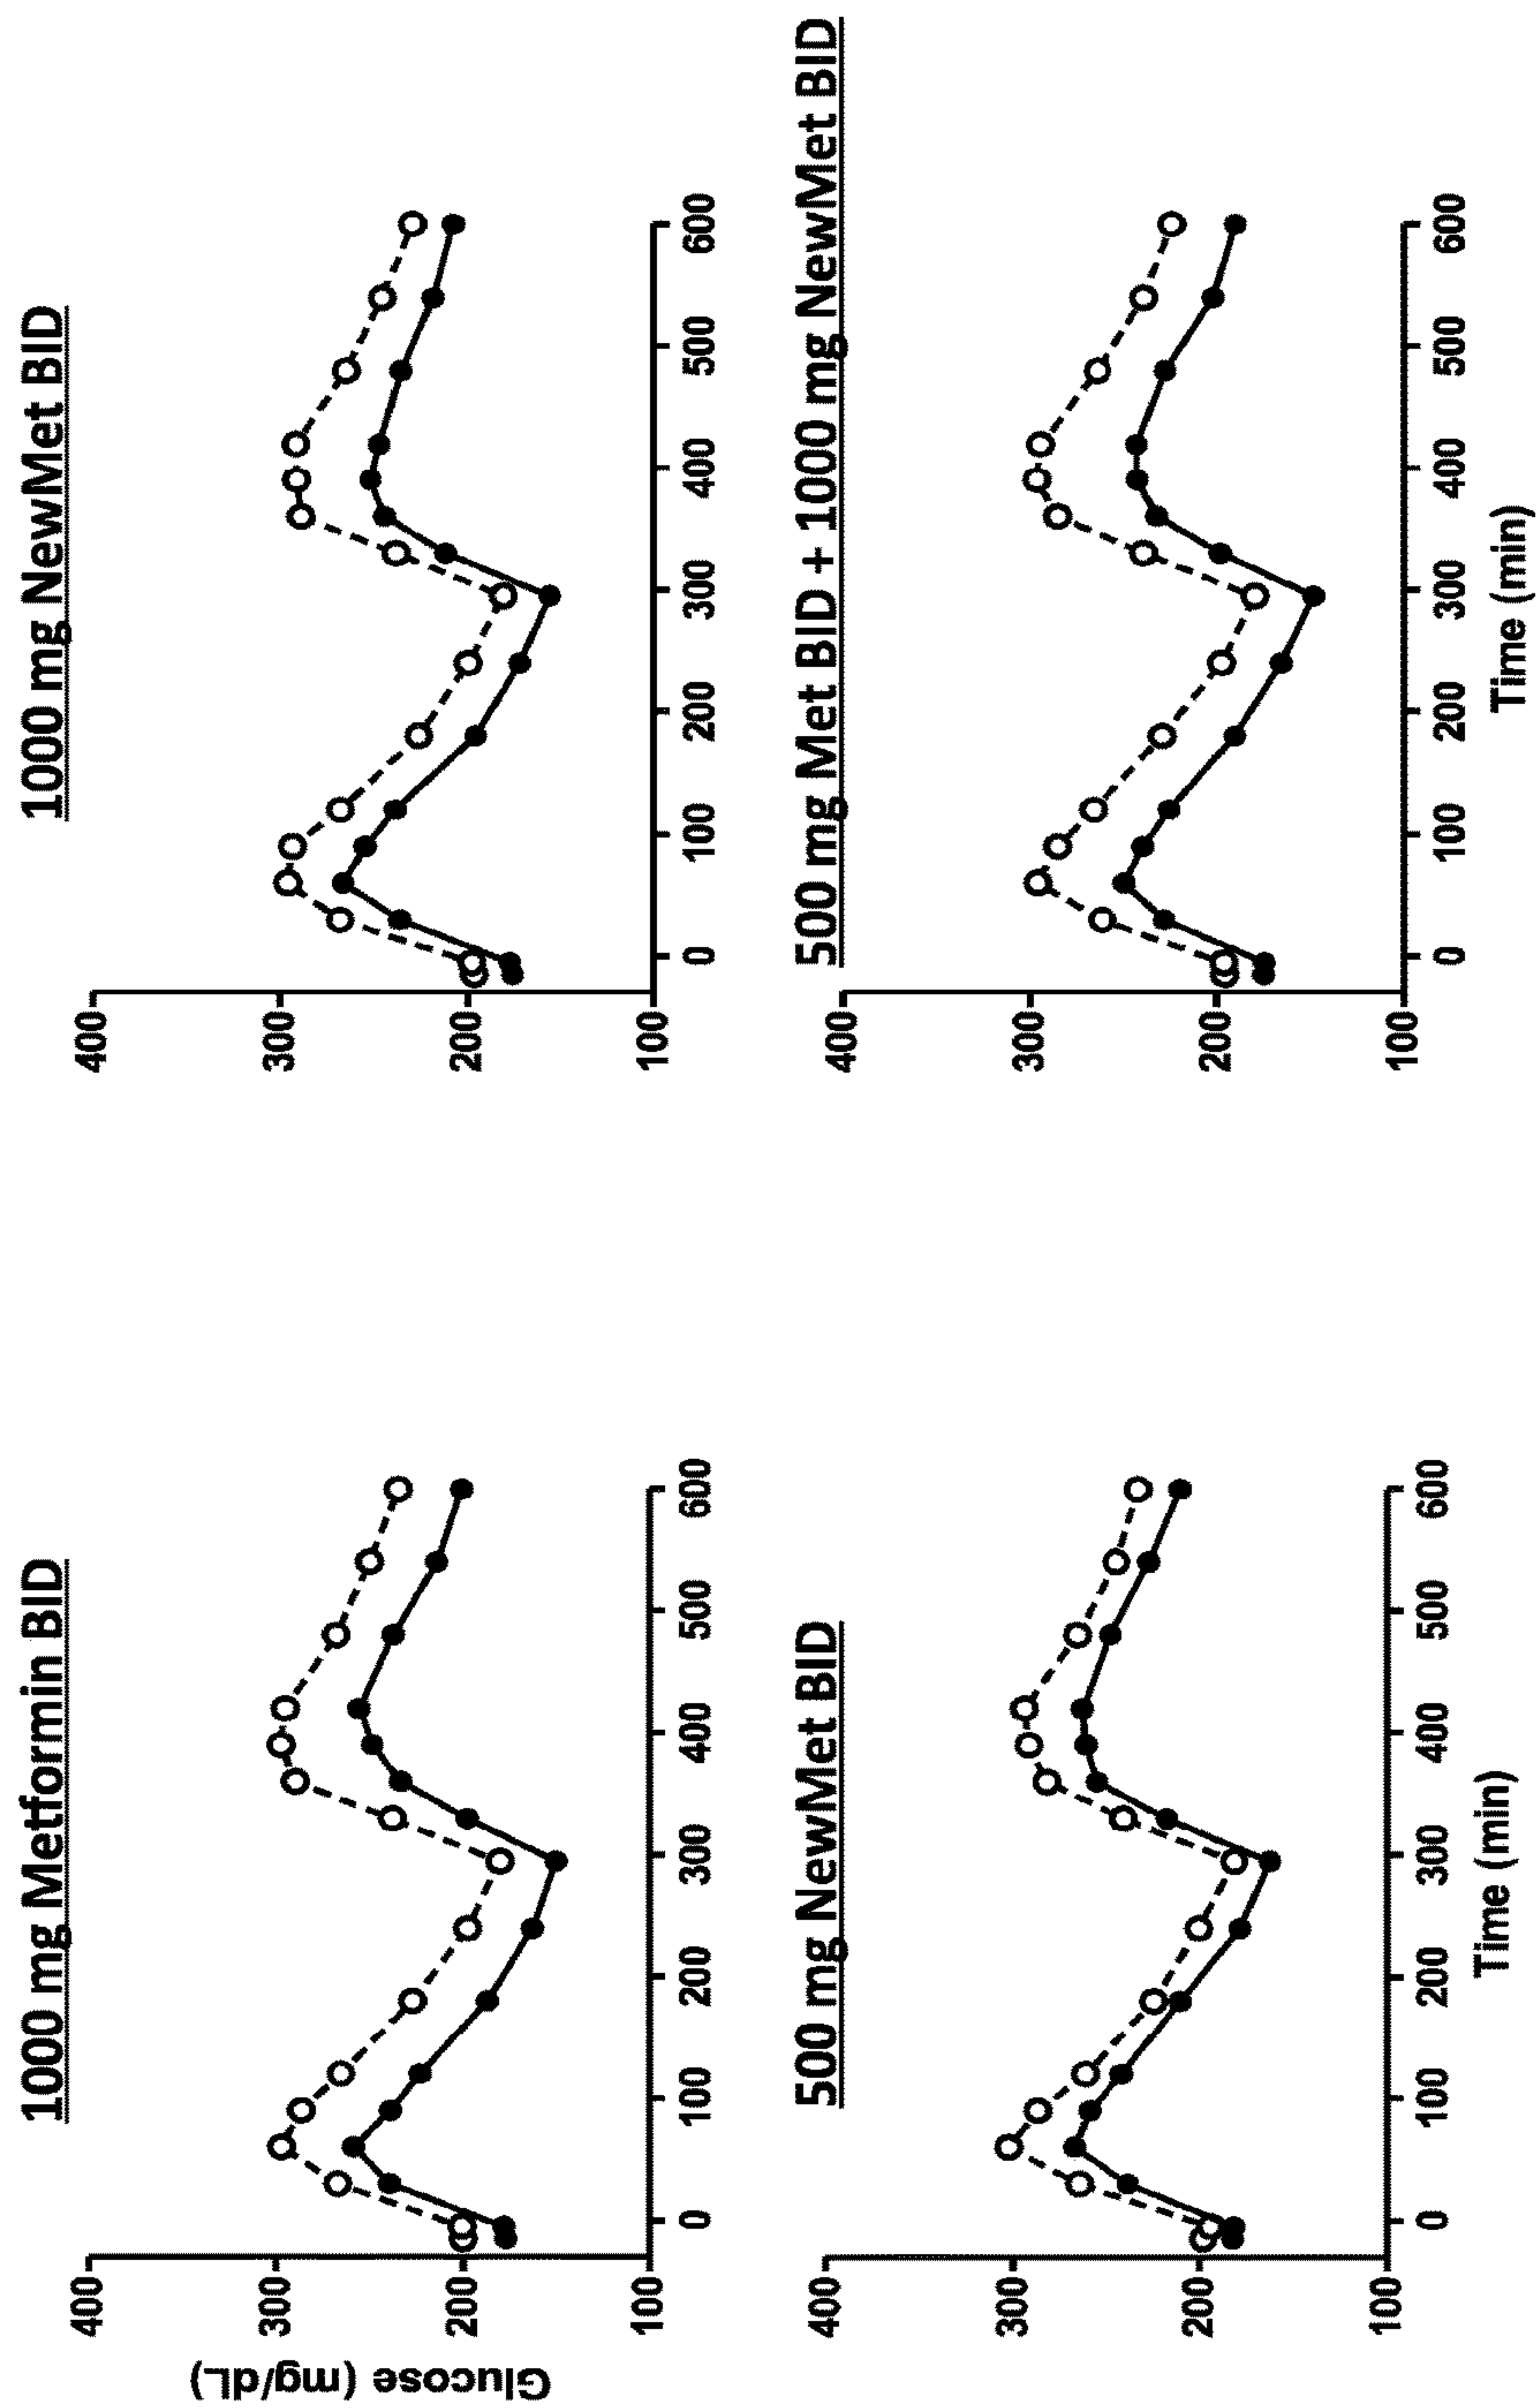 1000 mg Metformin BID
400
300
200
100
Glucose (mg/dL)
0 100 200 300 400 500 600
1000 mg NewMet BID
400
300
200
100
0 100 200 300 400 500 600
500 mg NewMet BID
400
300
200
100
0 100 200 300 400 500 600
Time (min)
500 mg Met BID + 1000 mg NewMet BID
400
300
200
100
0 100 200 300 400 500 600
Time (min)